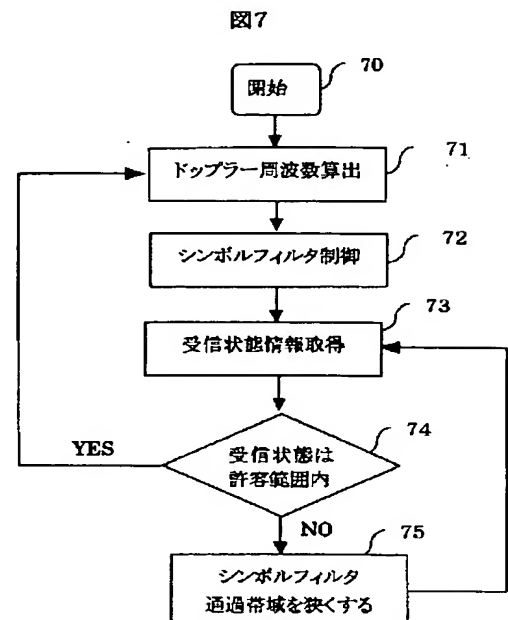 図7
開始
70
ドップラー周波数算出
71
シンボルフィルタ制御
72
受信状態情報取得
73
受信状態は
許容範囲内
74
YES
NO
シンボルフィルタ
通過帯域を狭くする
75